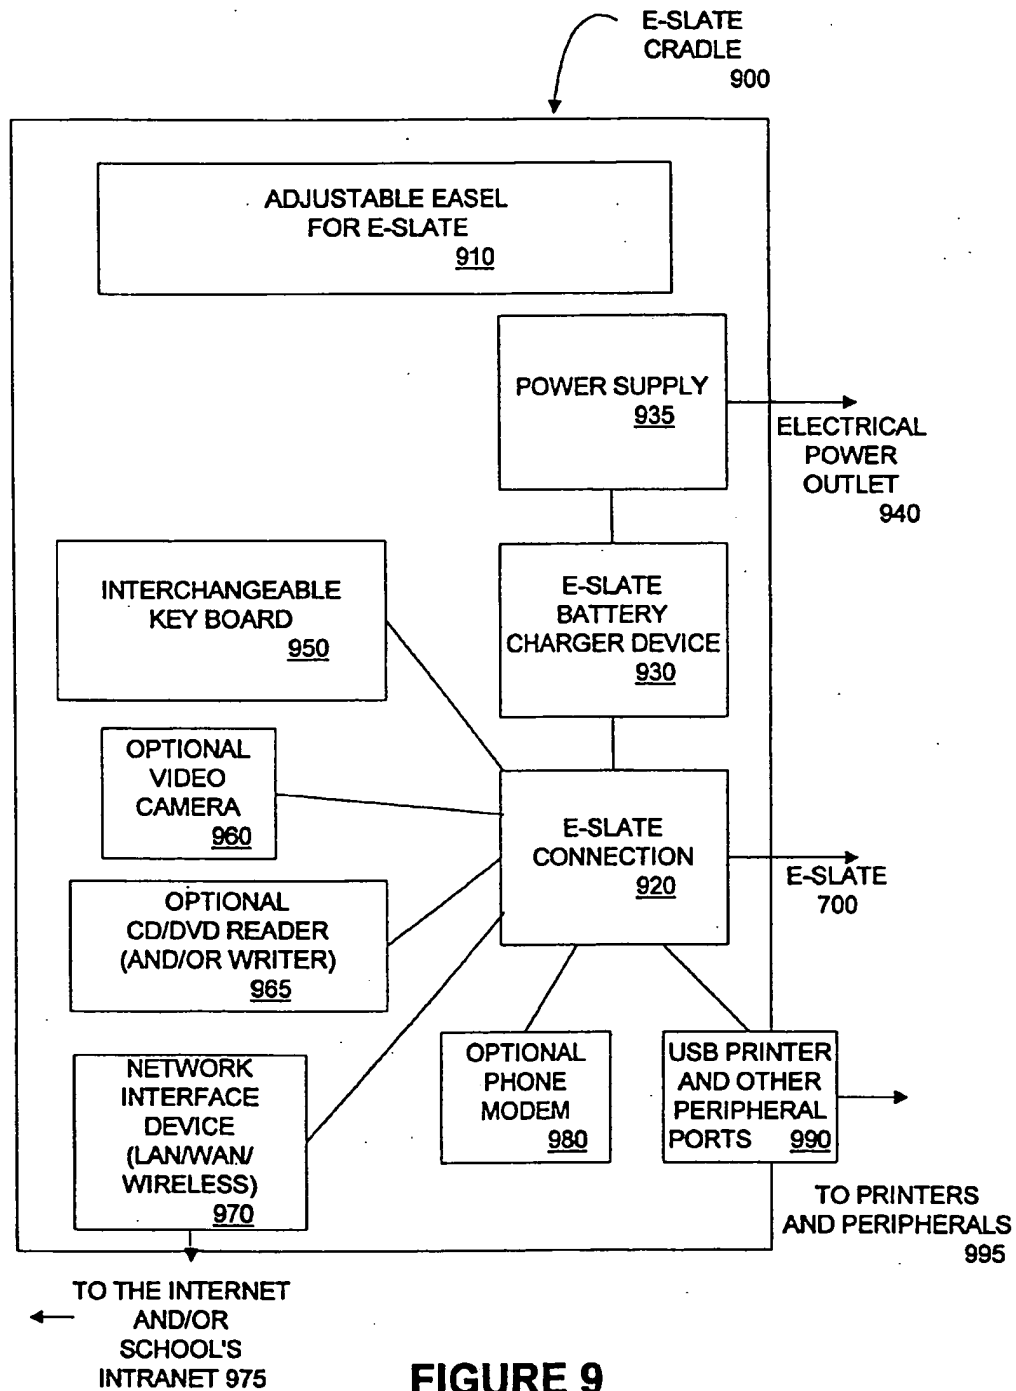 E-SLATE
CRADLE
900
ADJUSTABLE EASEL
FOR E-SLATE
910
POWER SUPPLY
935
ELECTRICAL
POWER
OUTLET
940
INTERCHANGEABLE
KEY BOARD
950
E-SLATE
BATTERY
CHARGER DEVICE
930
OPTIONAL
VIDEO
CAMERA
960
E-SLATE
CONNECTION
920
E-SLATE
700
OPTIONAL
CD/DVD READER
(AND/OR WRITER)
965
NETWORK
INTERFACE
DEVICE
(LAN/WAN/
WIRELESS)
970
OPTIONAL
PHONE
MODEM
980
USB PRINTER
AND OTHER
PERIPHERAL
PORTS 990
TO PRINTERS
AND PERIPHERALS
995
TO THE INTERNET
AND/OR
SCHOOL'S
INTRANET 975
FIGURE 9